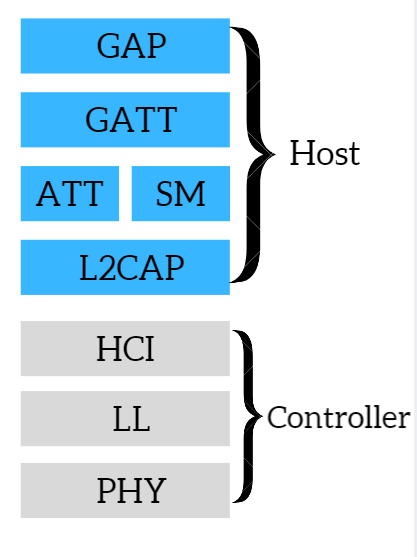 GAP
GATT
ATT SM
L2CAP
Host
HCI
LL
PHY
Controller